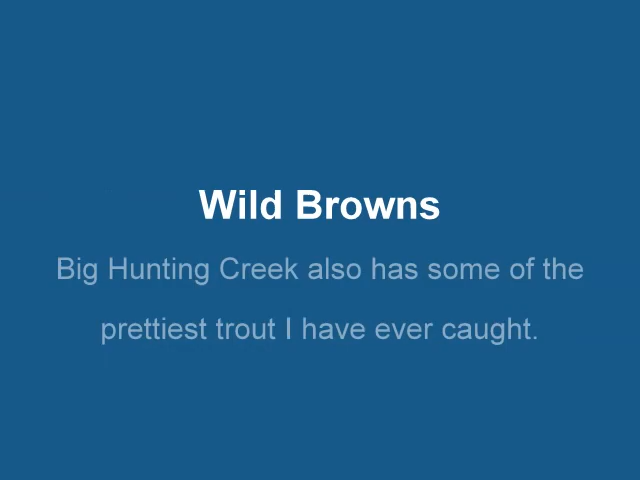 Wild Browns
Big Hunting Creek also has some of the
prettiest trout I have ever caught.